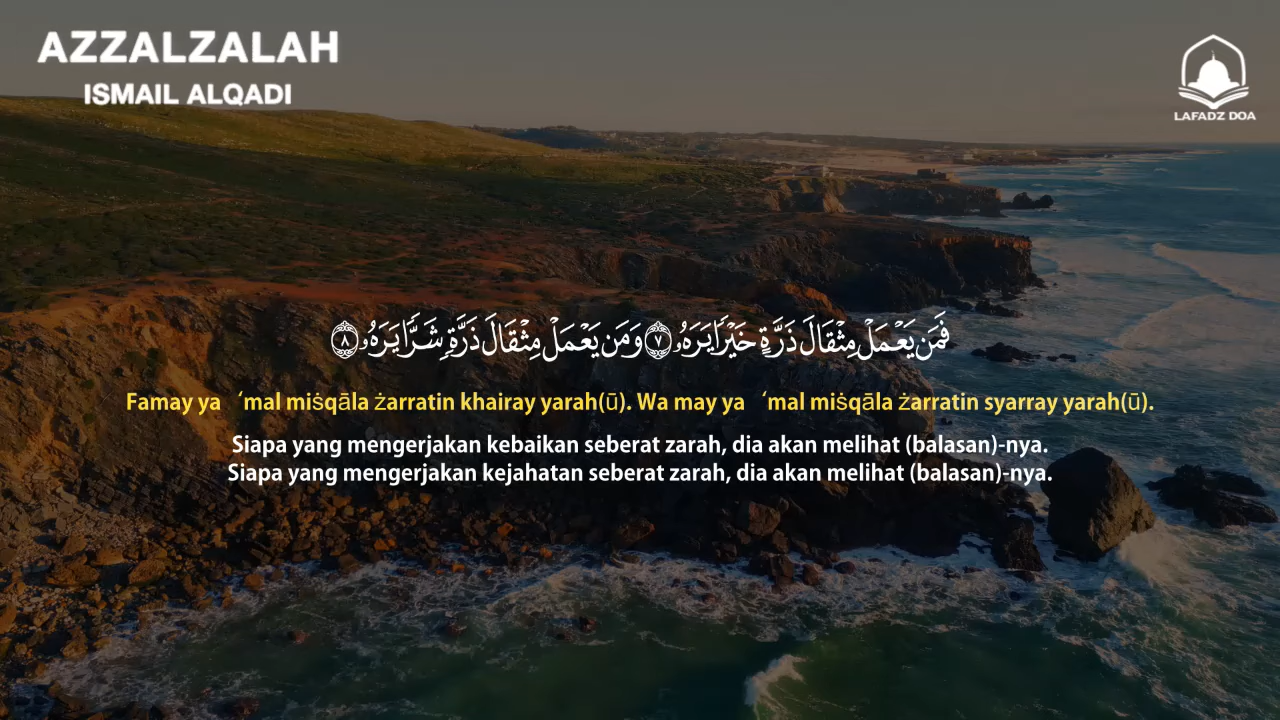 AZZALZALAH
ISMAIL ALQADI
LAFADZ DOA
فَمَن يَعْمَلْ مِثْقَالَ ذَرَّةٍ خَيْرًا يَرَهُۥ ٧ وَمَن يَعْمَلْ مِثْقَالَ ذَرَّةٍ شَرًّا يَرَهُۥ ٨
Famay ya‘mal miṡqāla żarratin khairay yarah(ū). Wa may ya‘mal miṡqāla żarratin syarray yarah(ū).
Siapa yang mengerjakan kebaikan seberat zarah, dia akan melihat (balasan)-nya.
Siapa yang mengerjakan kejahatan seberat zarah, dia akan melihat (balasan)-nya.